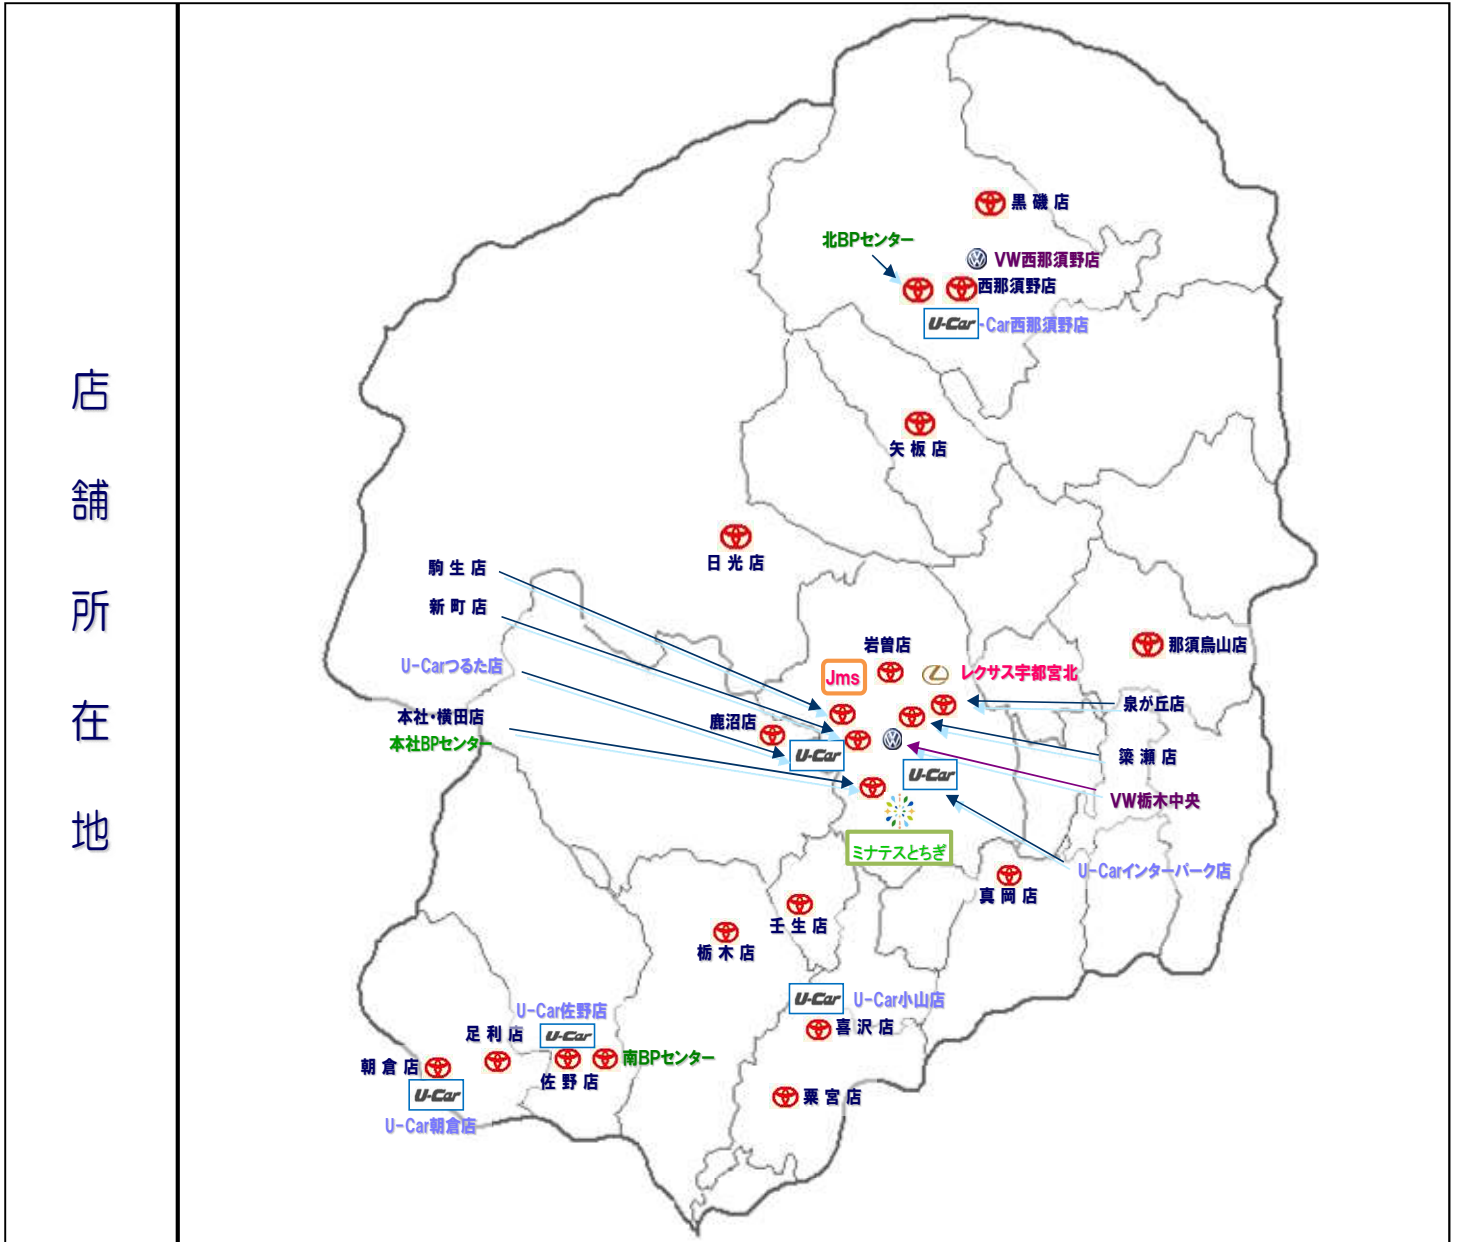 店舗所在地
黒磯店
北BPセンター
VW西那須野店
西那須野店
U-Car
-Car西那須野店
矢板店
日光店
駒生店
新町店
U-Carつるた店
本社・横田店
本社BPセンター
岩曽店
Jms
レクサス宇都宮北
那須烏山店
泉が丘店
鹿沼店
U-Car
簗瀬店
U-Car
VW栃木中央
ミナテスとちぎ
U-Carインターパーク店
真岡店
壬生店
栃木店
U-Car
U-Car小山店
喜沢店
U-Car佐野店
U-Car
足利店
南BPセンター
朝倉店
佐野店
U-Car
粟宮店
U-Car朝倉店